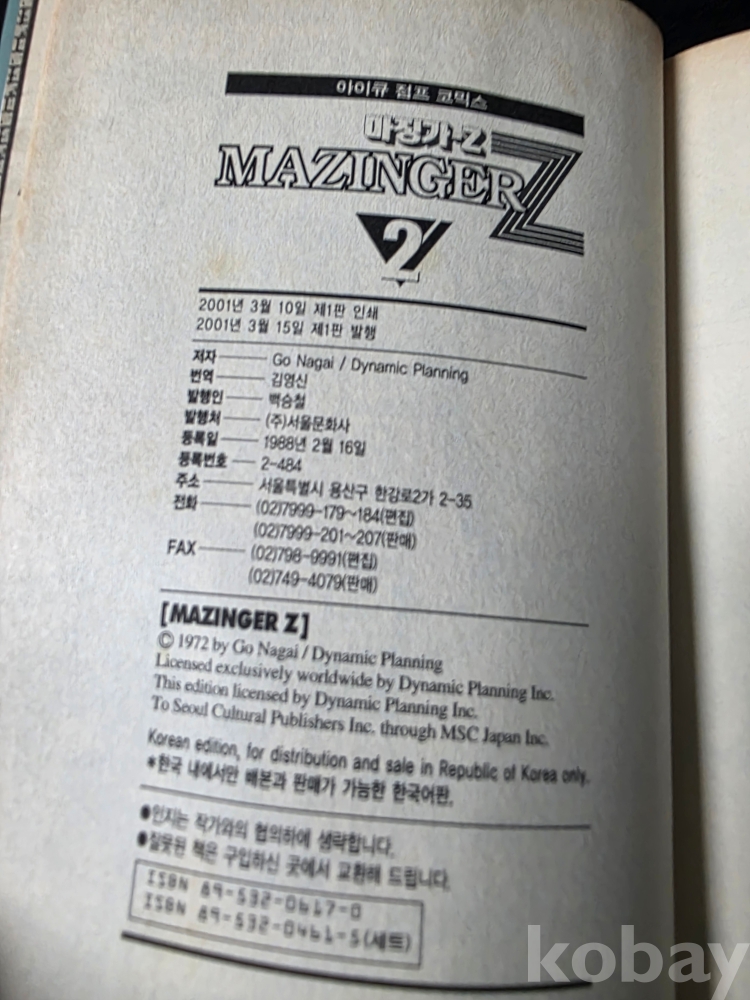 아이큐 점프 코믹스
마징가-Z
MAZINGER Z
2
2001년 3월 10일 제1판 인쇄
2001년 3월 15일 제1판 발행
저자 Go Nagai / Dynamic Planning
번역 김영신
발행인 백승철
발행처 (주)서울문화사
등록일 1988년 2월 16일
등록번호 2-484
주소 서울특별시 용산구 한강로2가 2-35
전화 (02)7999-179~184(편집)
(02)7999-201~207(판매)
FAX (02)798-9991(편집)
(02)749-4079(판매)
[MAZINGER Z]
© 1972 by Go Nagai / Dynamic Planning
Licensed exclusively worldwide by Dynamic Planning Inc.
This edition licensed by Dynamic Planning Inc.
To Seoul Cultural Publishers Inc. through MSC Japan Inc.
Korean edition, for distribution and sale in Republic of Korea only.
*한국 내에서만 배본과 판매가 가능한 한국어판.
●인지는 작가와의 협의하에 생략합니다.
●잘못된 책은 구입하신 곳에서 교환해 드립니다.
ISBN 89-532-0617-0
ISBN 89-532-0461-5(세트)
kobay